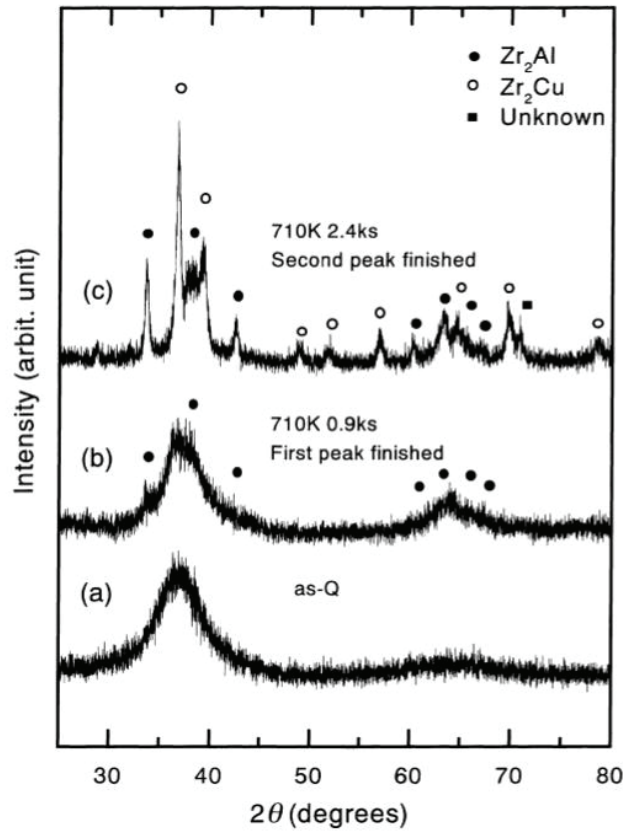 ● Zr₂Al
○ Zr₂Cu
■ Unknown
710K 2.4ks
Second peak finished
(c)
710K 0.9ks
First peak finished
(b)
as-Q
(a)
Intensity (arbit. unit)
30 40 50 60 70 80
2θ (degrees)